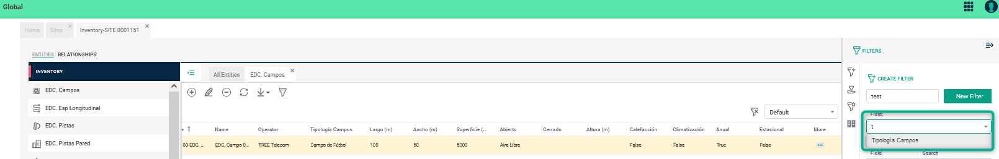 Global
Home
Sites
Inventory-SITE 0001151
ENTITIES RELATIONSHIPS
INVENTORY
EDC. Campos
EDC. Esp Longitudinal
EDC. Pistas
EDC. Pistas Pared
All Entities
EDC. Campos
Default
e Name Operator Tipología Campos Largo (m) Ancho (m) Superficie (... Abierto Cerrado Altura (m) Calefacción Climatización Anual Estacional More
00-EDC. ... EDC. Campo 0... TREE Telecom Campo de Fútbol 100 50 5000 Aire Libre False False True False
FILTERS
CREATE FILTER
test
New Filter
Field:
t
Tipología Campos
Field Search